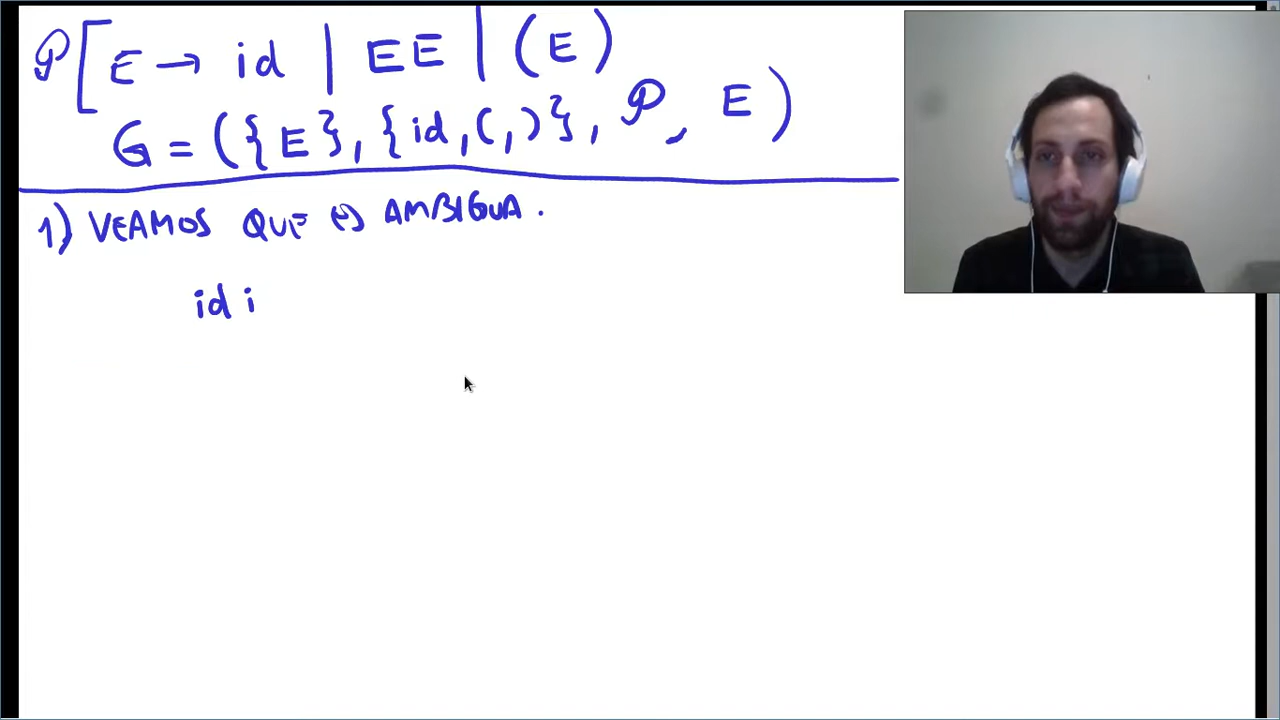 𝒫 [ E → id | EE | (E)
G = ({E}, {id, (, )}, 𝒫, E)
1) VEAMOS QUE ES AMBIGUA.
id i